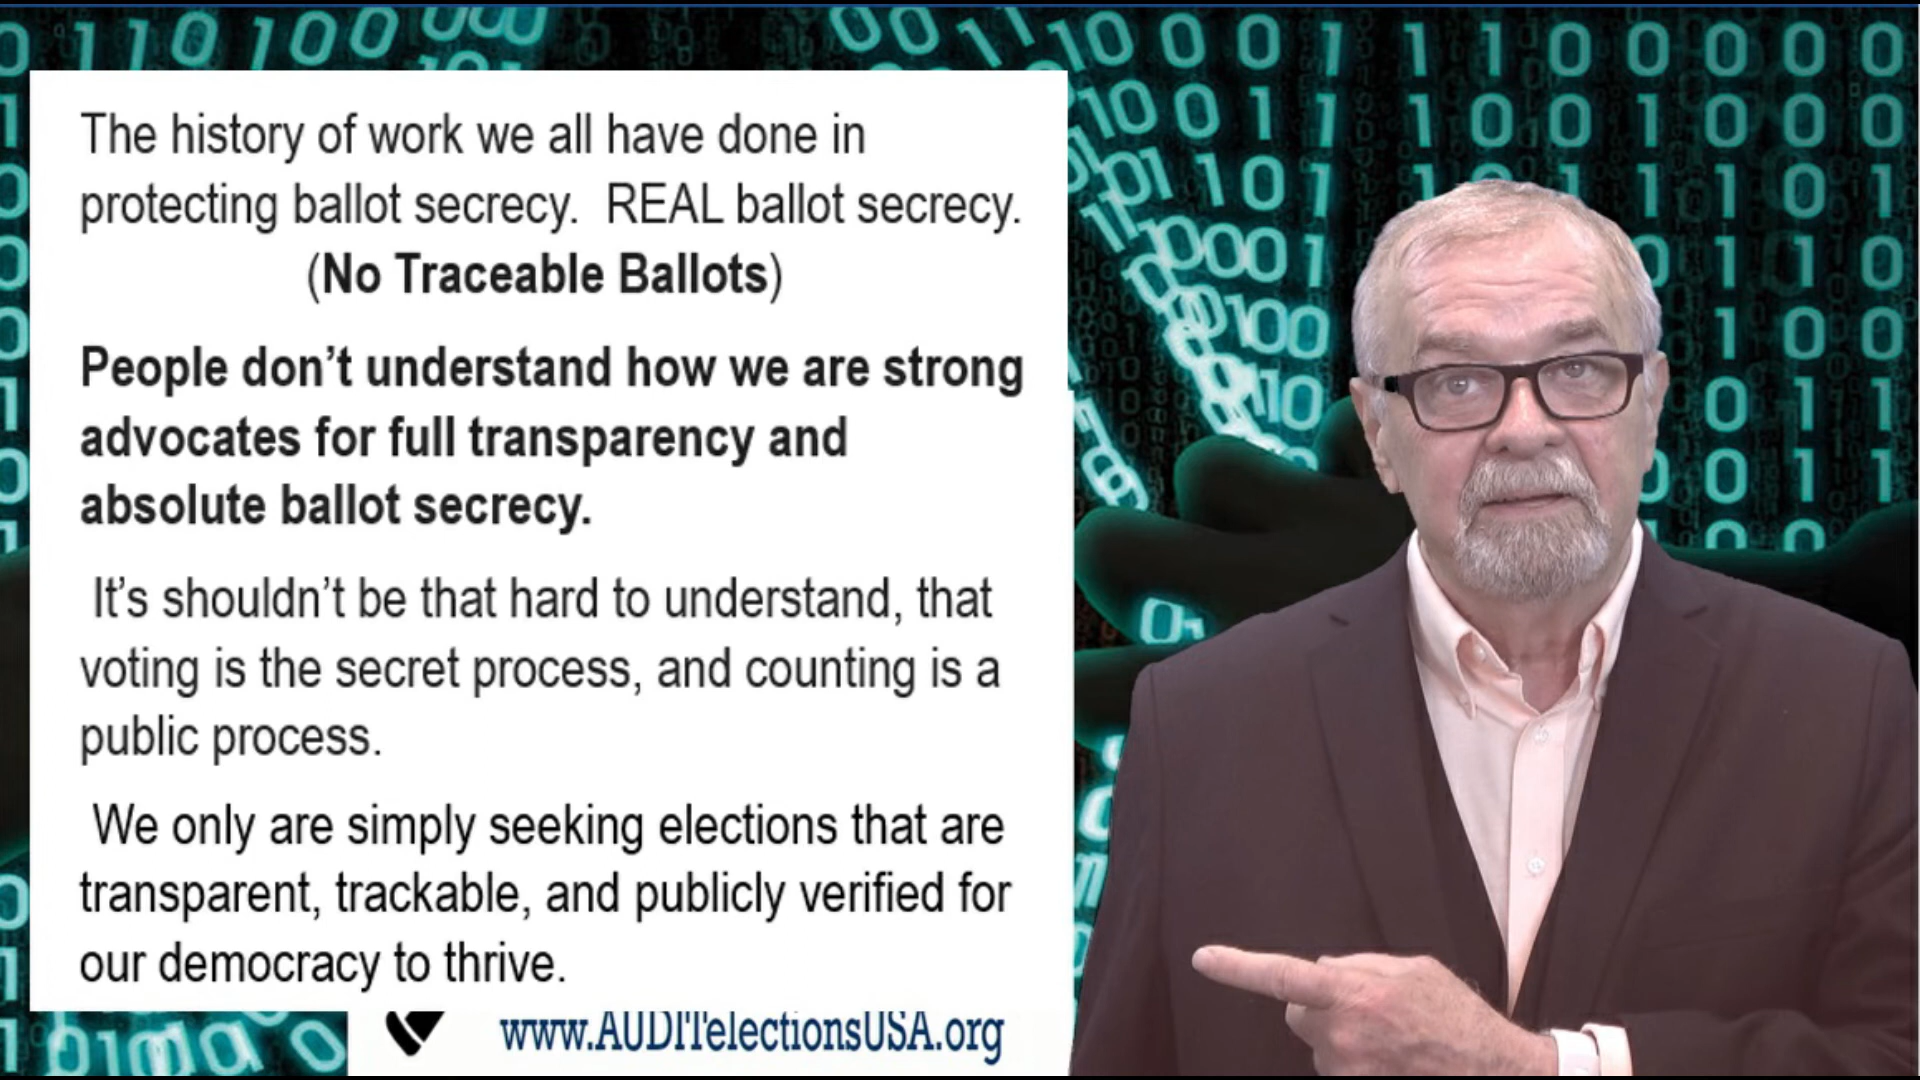 The history of work we all have done in
protecting ballot secrecy. REAL ballot secrecy.
(No Traceable Ballots)
People don't understand how we are strong
advocates for full transparency and
absolute ballot secrecy.
It's shouldn't be that hard to understand, that
voting is the secret process, and counting is a
public process.
We only are simply seeking elections that are
transparent, trackable, and publicly verified for
our democracy to thrive.
www.AUDITelectionsUSA.org